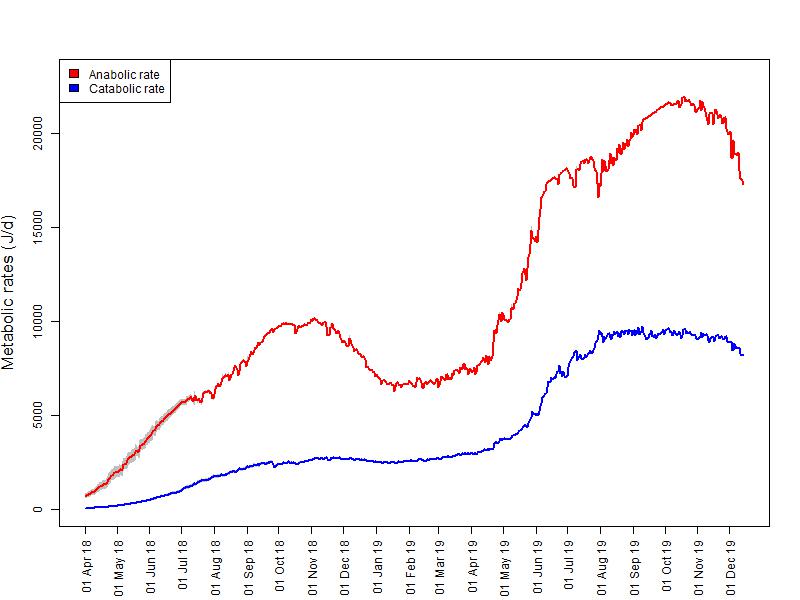 Anabolic rate
Catabolic rate
Metabolic rates (J/d)
20000
15000
10000
5000
0
01 Apr 18
01 May 18
01 Jun 18
01 Jul 18
01 Aug 18
01 Sep 18
01 Oct 18
01 Nov 18
01 Dec 18
01 Jan 19
01 Feb 19
01 Mar 19
01 Apr 19
01 May 19
01 Jun 19
01 Jul 19
01 Aug 19
01 Sep 19
01 Oct 19
01 Nov 19
01 Dec 19